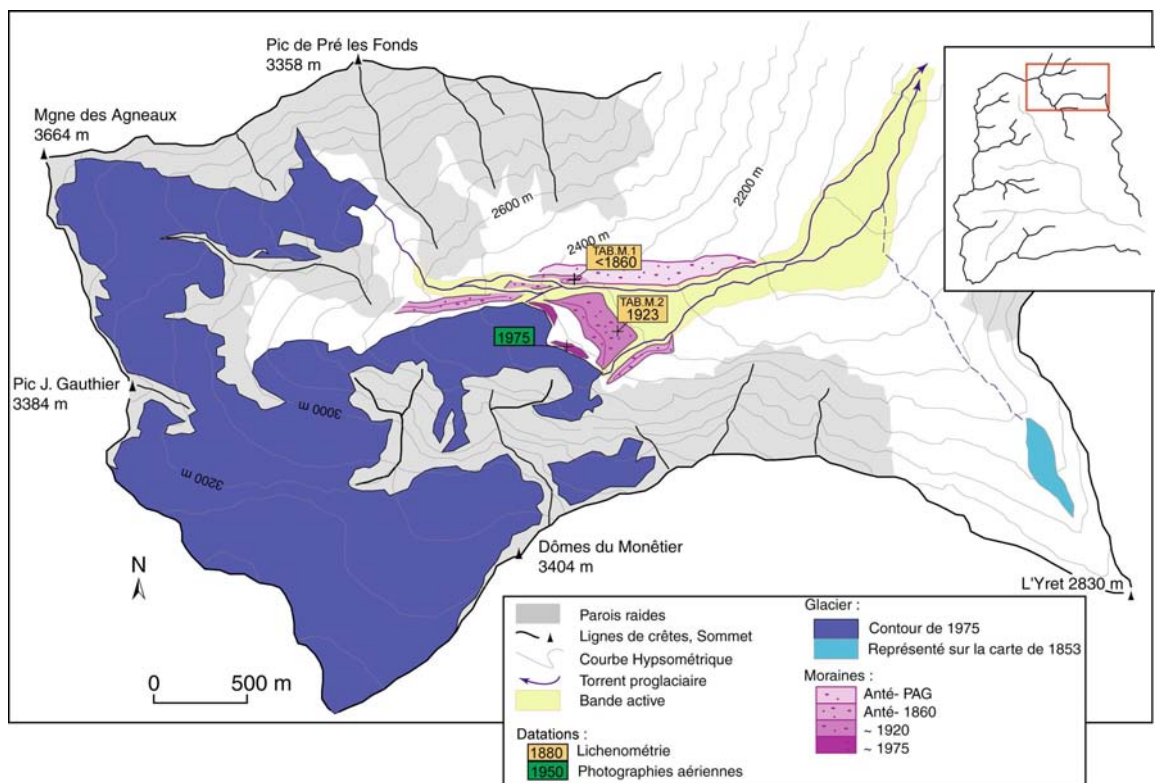 Pic de Pré les Fonds
3358 m
Mgne des Agneaux
3664 m
2600 m
2200 m
2400 m
TAB.M.1
<1860
TAB.M.2
1923
1975
Pic J. Gauthier
3384 m
3000 m
3200 m
N
Dômes du Monêtier
3404 m
L'Yret 2830 m
0 500 m
Parois raides
Lignes de crêtes, Sommet
Courbe Hypsométrique
Torrent proglaciaire
Bande active
Datations :
1880 Lichenométrie
1950 Photographies aériennes
Glacier :
Contour de 1975
Représenté sur la carte de 1853
Moraines :
Anté- PAG
Anté- 1860
~ 1920
~ 1975